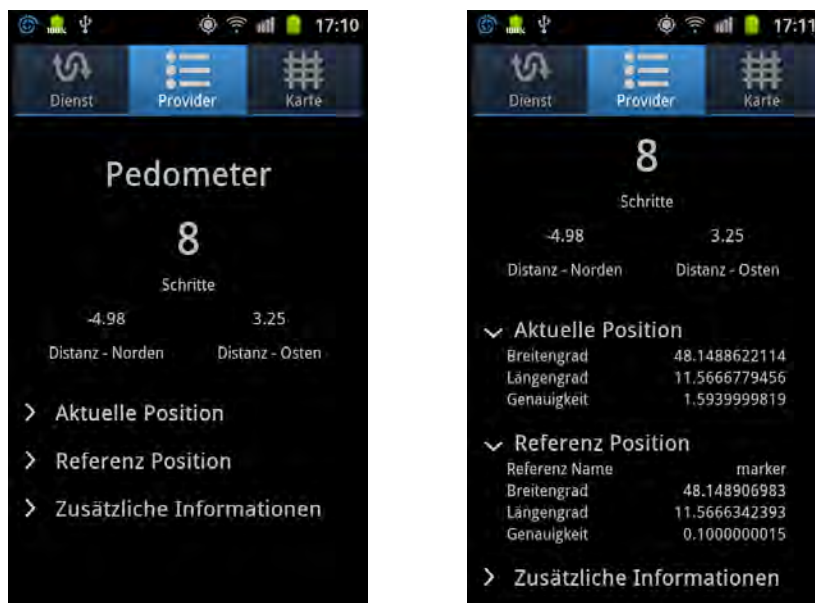 100% 17:10
Dienst Provider Karte
Pedometer
8
Schritte
-4.98 3.25
Distanz - Norden Distanz - Osten
Aktuelle Position
Referenz Position
Zusätzliche Informationen
100% 17:11
Dienst Provider Karte
8
Schritte
-4.98 3.25
Distanz - Norden Distanz - Osten
Aktuelle Position
Breitengrad 48.1488622114
Längengrad 11.5666779456
Genauigkeit 1.5939999819
Referenz Position
Referenz Name marker
Breitengrad 48.148906983
Längengrad 11.5666342393
Genauigkeit 0.1000000015
Zusätzliche Informationen